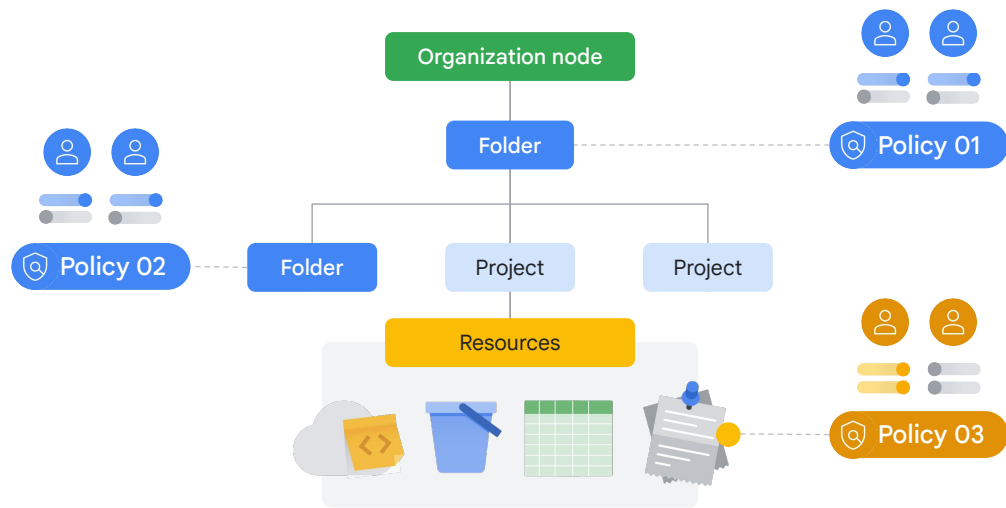 Organization node
Folder
Policy 01
Policy 02
Folder
Project
Project
Resources
Policy 03